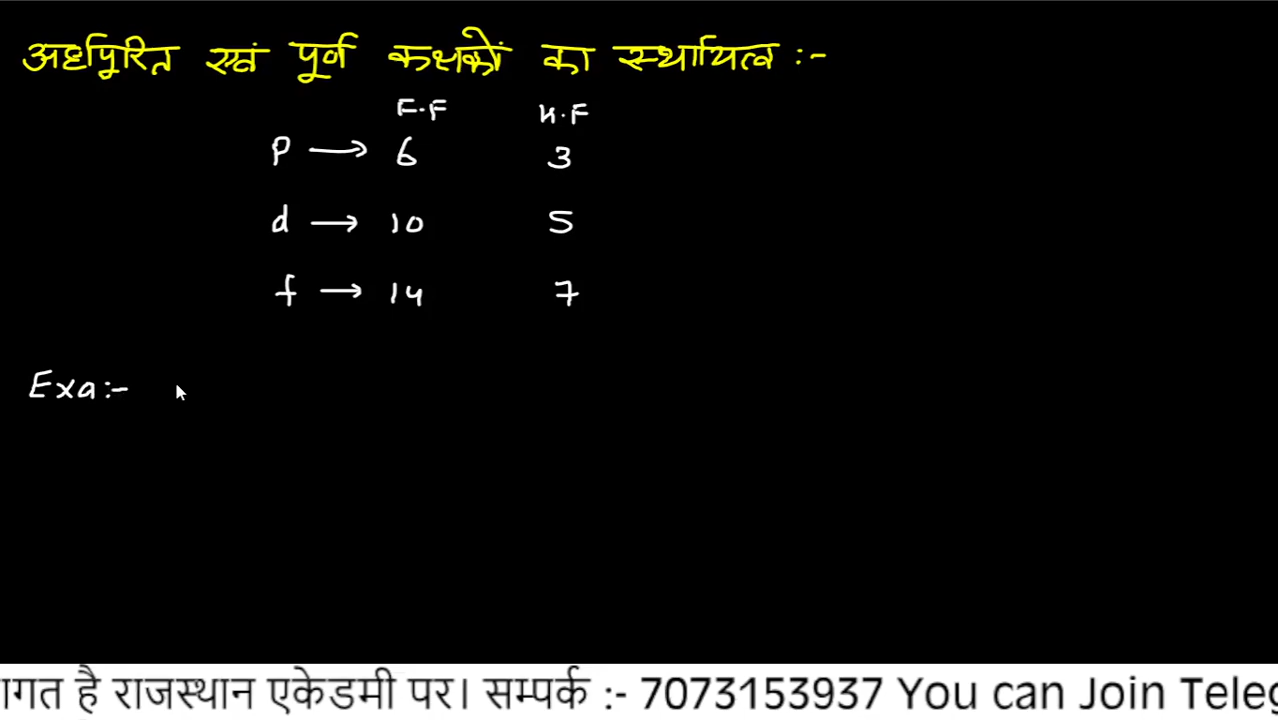 अर्द्धपुरित एवं पूर्ण कक्षकों का स्थायित्व :-
F.F H.F
P → 6 3
d → 10 5
f → 14 7
Exa:-
ागत है राजस्थान एकेडमी पर। सम्पर्क :- 7073153937 You can Join Teleg